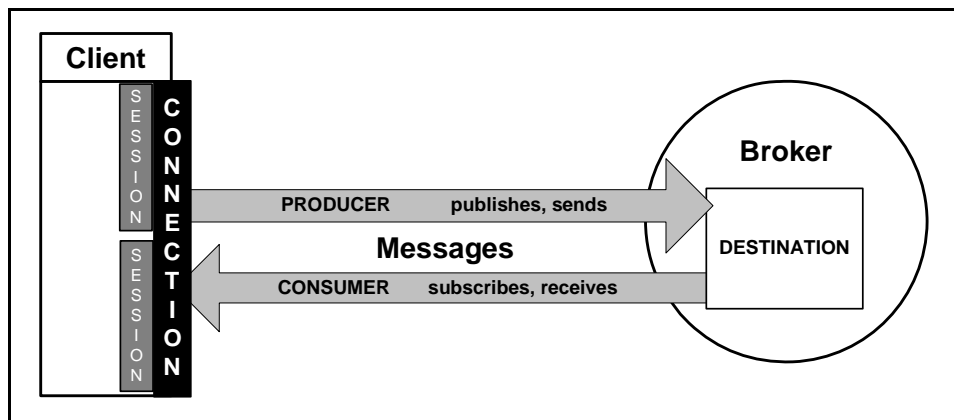 Client
SESSION
CONNECTION
SESSION
PRODUCER publishes, sends
Messages
CONSUMER subscribes, receives
Broker
DESTINATION